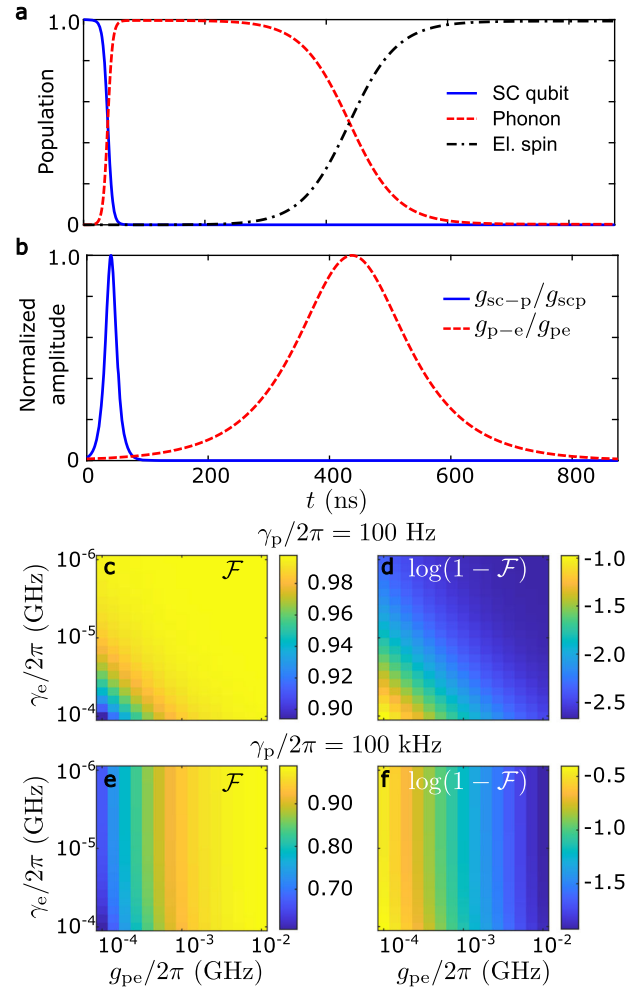 a
1.0
Population
0
SC qubit
Phonon
El. spin
b
1.0
Normalized
amplitude
0
g_sc−p/g_scp
g_p−e/g_pe
0 200 400 600 800
t (ns)
γ_p/2π = 100 Hz
c F
d log(1 − F)
10^-6
10^-5
10^-4
γ_e/2π (GHz)
0.98
0.96
0.94
0.92
0.90
-1.0
-1.5
-2.0
-2.5
γ_p/2π = 100 kHz
e F
f log(1 − F)
10^-6
10^-5
10^-4
γ_e/2π (GHz)
0.90
0.80
0.70
-0.5
-1.0
-1.5
10^-4 10^-3 10^-2
10^-4 10^-3 10^-2
g_pe/2π (GHz)
g_pe/2π (GHz)